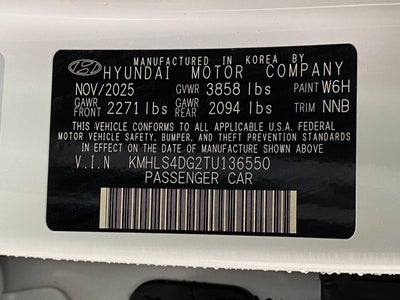 MANUFACTURED IN KOREA BY
HYUNDAI MOTOR COMPANY
NOV/2025 GVWR 3858 lbs PAINT W6H
GAWR FRONT 2271 lbs GAWR REAR 2094 lbs TRIM NNB
THIS VEHICLE CONFORMS TO ALL APPLICABLE U.S.A. FEDERAL
MOTOR VEHICLE SAFETY, BUMPER, AND THEFT PREVENTION STANDARDS
IN EFFECT ON THE DATE OF MANUFACTURE SHOWN ABOVE
V.I.N KMHLS4DG2TU136550
PASSENGER CAR